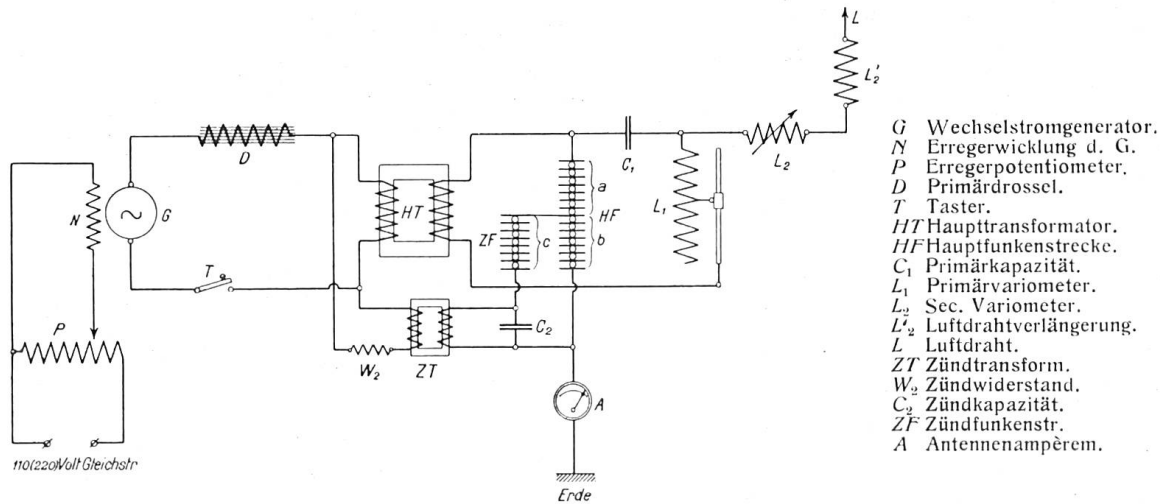 L
L'₂
L₂
C₁
D
N
G
HT
a
HF
L₁
ZF
c
b
T
P
C₂
W₂
ZT
A
110(220)Volt Gleichstr
Erde
G Wechselstromgenerator.
N Erregerwicklung d. G.
P Erregerpotentiometer.
D Primärdrossel.
T Taster.
HT Haupttransformator.
HF Hauptfunkenstrecke.
C₁ Primärkapazität.
L₁ Primärvariometer.
L₂ Sec. Variometer.
L'₂ Luftdrahtverlängerung.
L Luftdraht.
ZT Zündtransform.
W₂ Zündwiderstand.
C₂ Zündkapazität.
ZF Zündfunkenstr.
A Antennenampèrem.